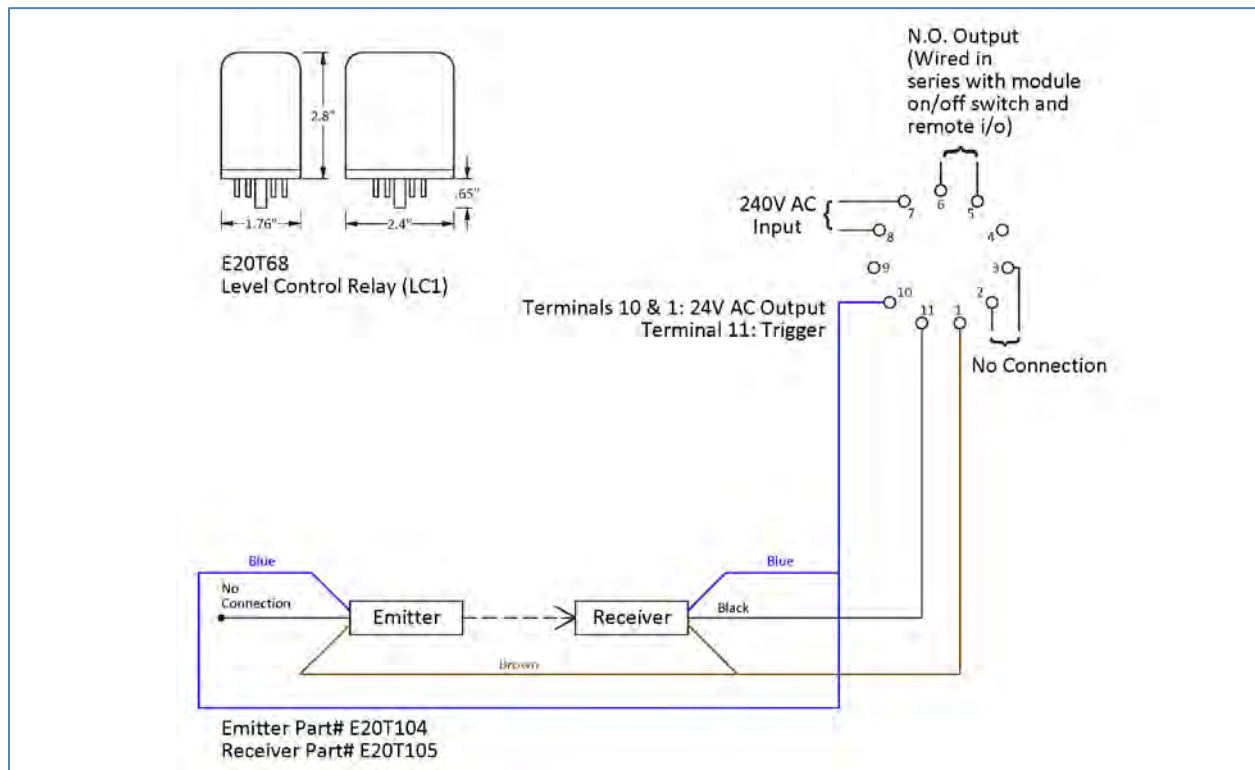 2.8"
.65"
1.76"
2.4"
E20T68
Level Control Relay (LC1)
N.O. Output
(Wired in
series with module
on/off switch and
remote i/o)
240V AC
Input
7
6
5
8
4
9
3
10
2
11
1
Terminals 10 & 1: 24V AC Output
Terminal 11: Trigger
No Connection
Blue
Blue
No
Connection
Emitter
Receiver
Black
Brown
Emitter Part# E20T104
Receiver Part# E20T105